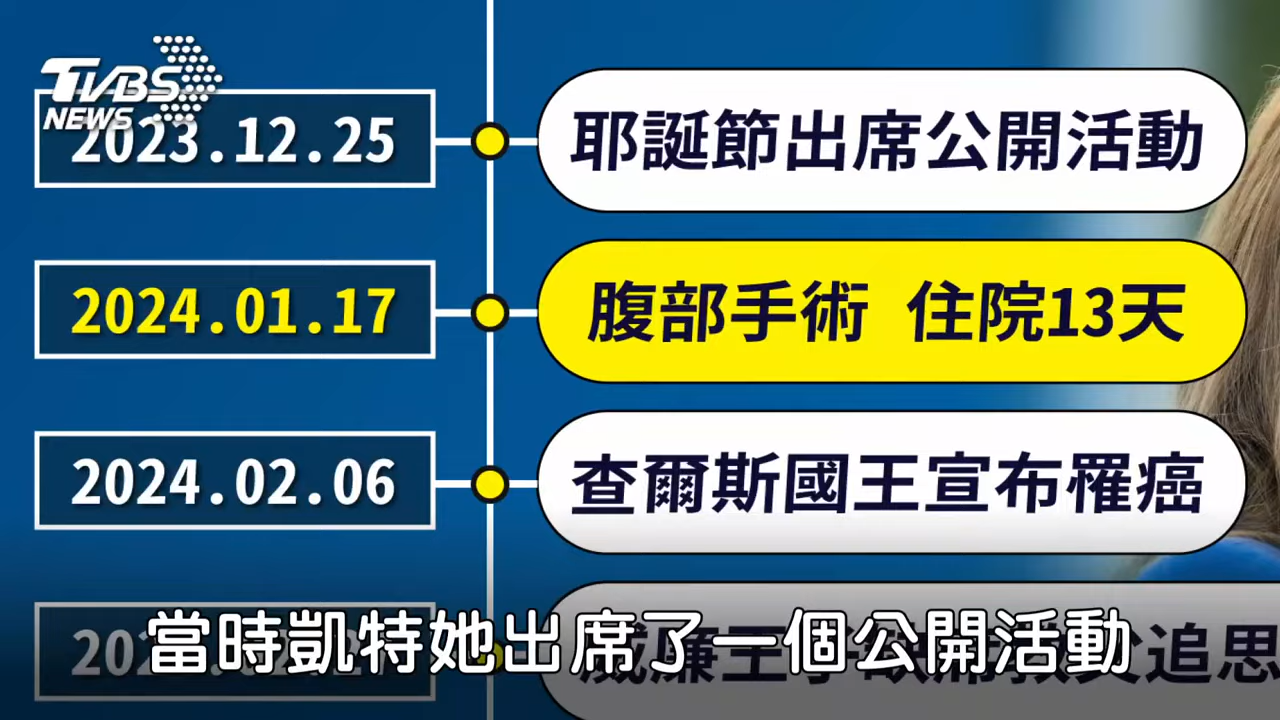 TVBS
NEWS
2023.12.25
耶誕節出席公開活動
2024.01.17
腹部手術 住院13天
2024.02.06
查爾斯國王宣布罹癌
追思
當時凱特她出席了一個公開活動